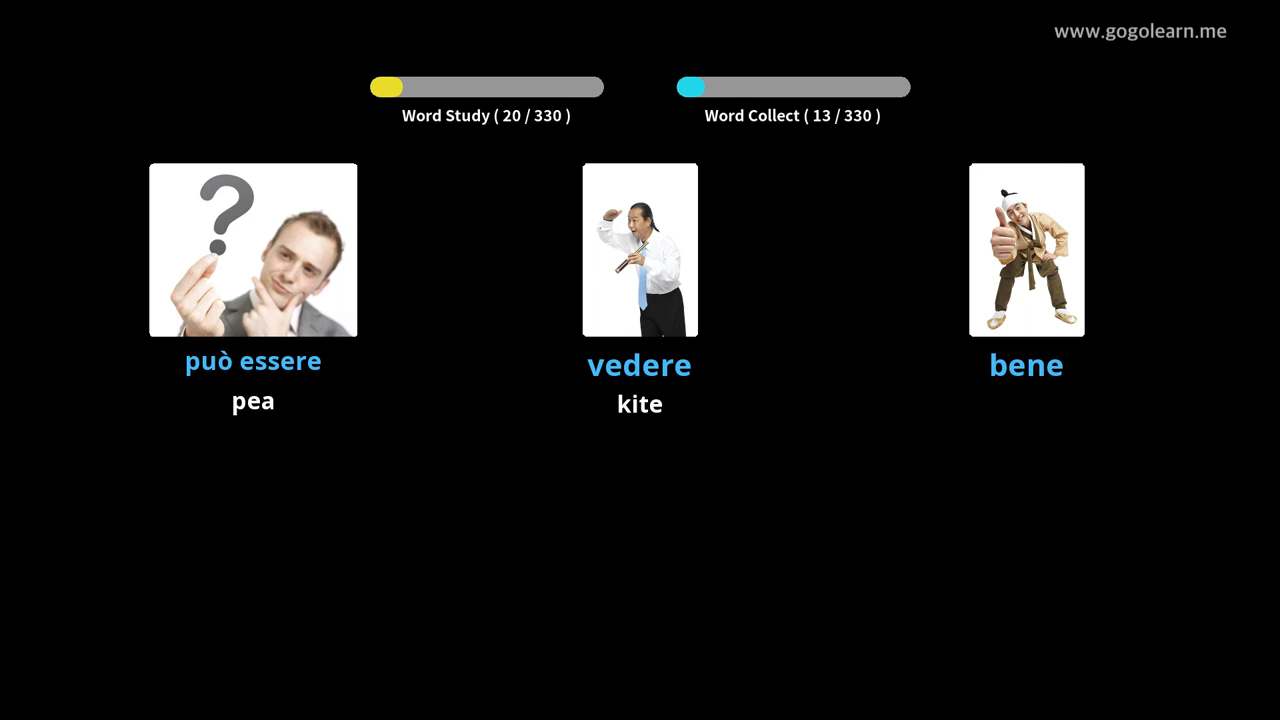 www.gogolearn.me
Word Study ( 20 / 330 )
Word Collect ( 13 / 330 )
può essere
pea
vedere
kite
bene